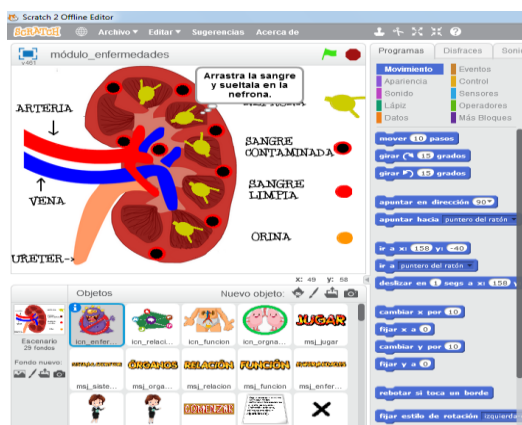 Scratch 2 Offline Editor
SCRATCH Archivo Editar Sugerencias Acerca de
módulo_enfermedades
v461
Arrastra la sangre
y sueltala en la
nefrona.
ARTERIA
VENA
URETER->
SANGRE
CONTAMINADA
SANGRE
LIMPIA
ORINA
x: 49 y: 58
Objetos Nuevo objeto:
Escenario
29 fondos
Fondo nuevo:
icn_enfer... icn_relaci... icn_funcion icn_orgna... msj_jugar
JUGAR
ÓRGANOS RELACIÓN FUNCIÓN
msj_siste... msj_orga... msj_relacion msj_funcion msj_enfer...
Programas Disfraces Soni
Movimiento Eventos
Apariencia Control
Sonido Sensores
Lápiz Operadores
Datos Más Bloques
mover 10 pasos
girar 15 grados
girar 15 grados
apuntar en dirección 90
apuntar hacia puntero del ratón
ir a x: 158 y: -40
ir a puntero del ratón
deslizar en 1 segs a x: 158 y
cambiar x por 10
fijar x a 0
cambiar y por 10
fijar y a 0
rebotar si toca un borde
fijar estilo de rotación izquierda